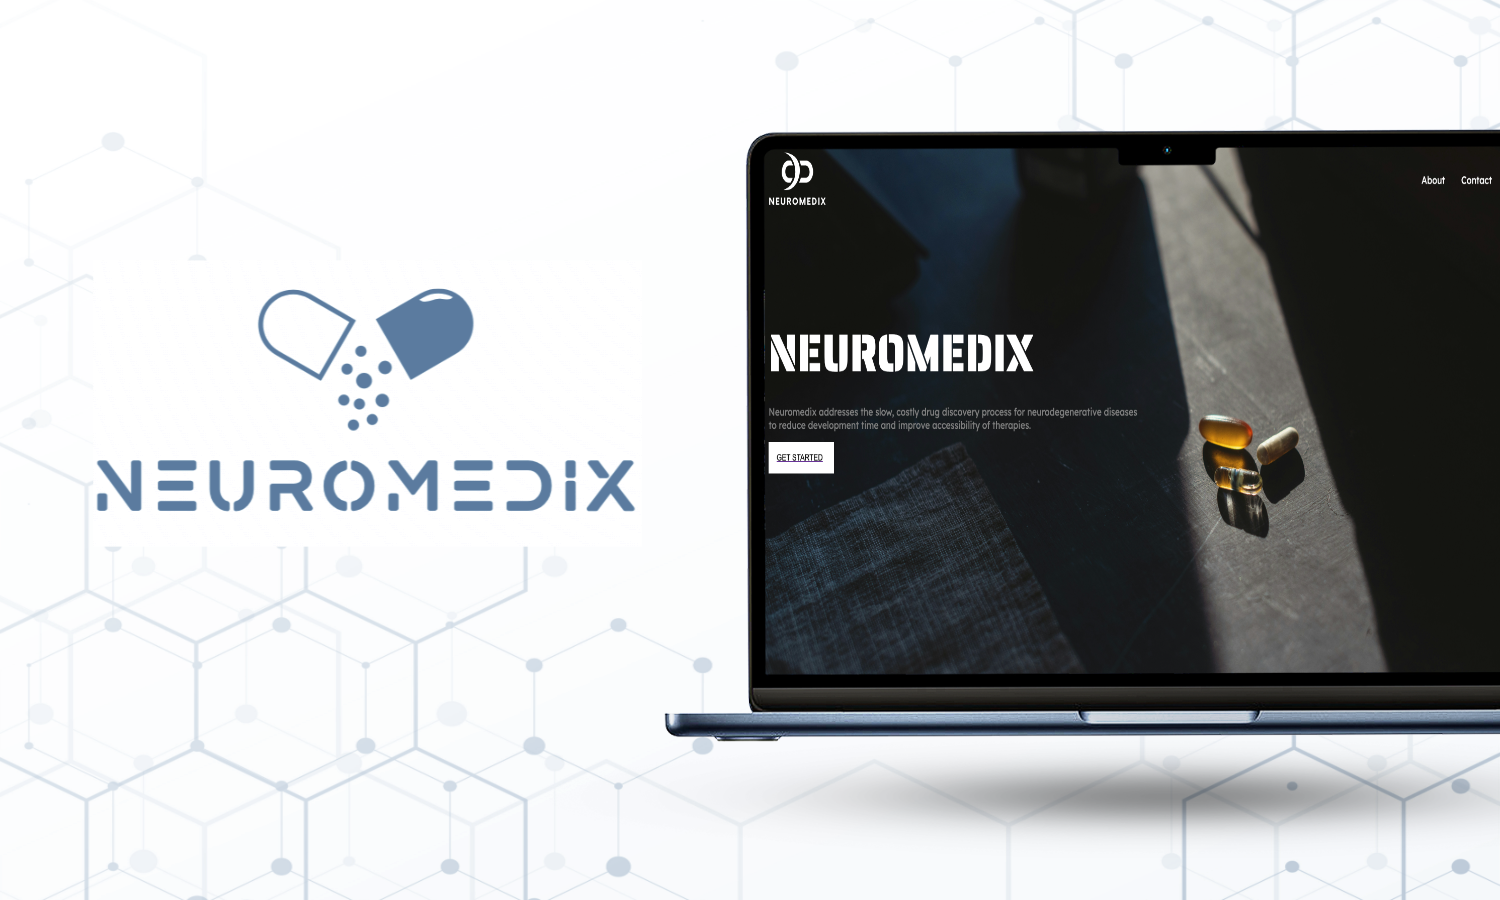 NEUROMEDIX
NEUROMEDIX
About Contact
NEUROMEDIX
Neuromedix addresses the slow, costly drug discovery process for neurodegenerative diseases
to reduce development time and improve accessibility of therapies.
GET STARTED